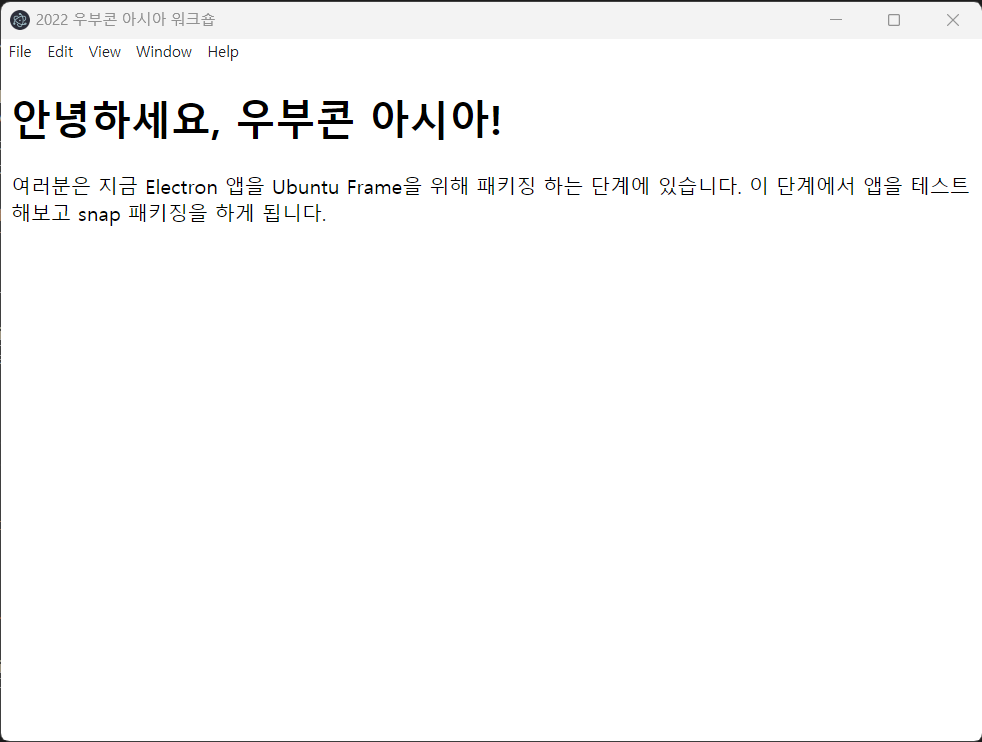 2022 우부콘 아시아 워크숍
File Edit View Window Help
안녕하세요, 우부콘 아시아!
여러분은 지금 Electron 앱을 Ubuntu Frame을 위해 패키징 하는 단계에 있습니다. 이 단계에서 앱을 테스트
해보고 snap 패키징을 하게 됩니다.